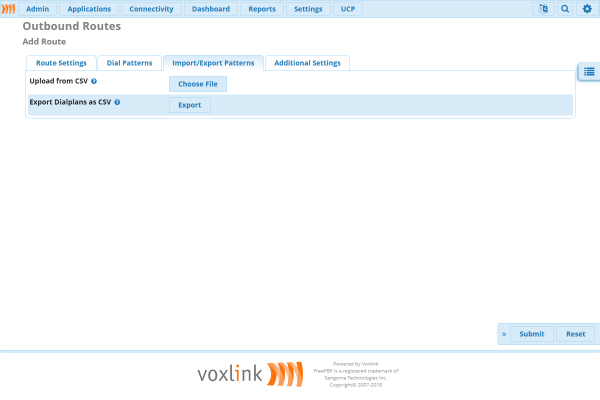 Admin Applications Connectivity Dashboard Reports Settings UCP
Outbound Routes
Add Route
Route Settings Dial Patterns Import/Export Patterns Additional Settings
Upload from CSV Choose File
Export Dialplans as CSV Export
» Submit Reset
voxlink
Powered by Voxlink
FreePBX is a registered trademark of
Sangoma Technologies Inc.
Copyright© 2007-2018